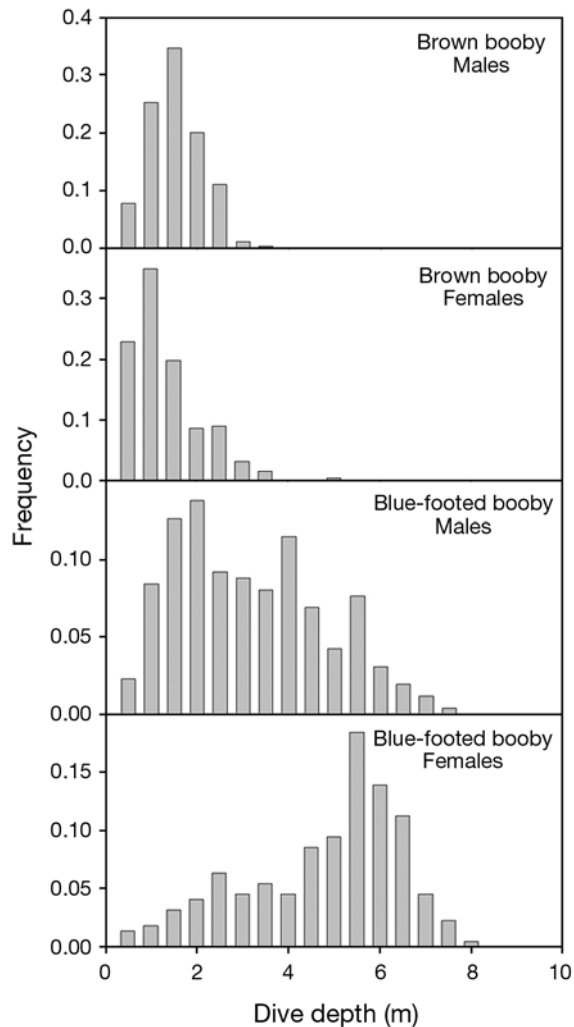 0.4
Brown booby
Males
0.3
0.2
0.1
0.0
Brown booby
Females
0.3
0.2
0.1
0.0
Blue-footed booby
Males
0.10
0.05
0.00
Blue-footed booby
Females
0.15
0.10
0.05
0.00
Frequency
0 2 4 6 8 10
Dive depth (m)